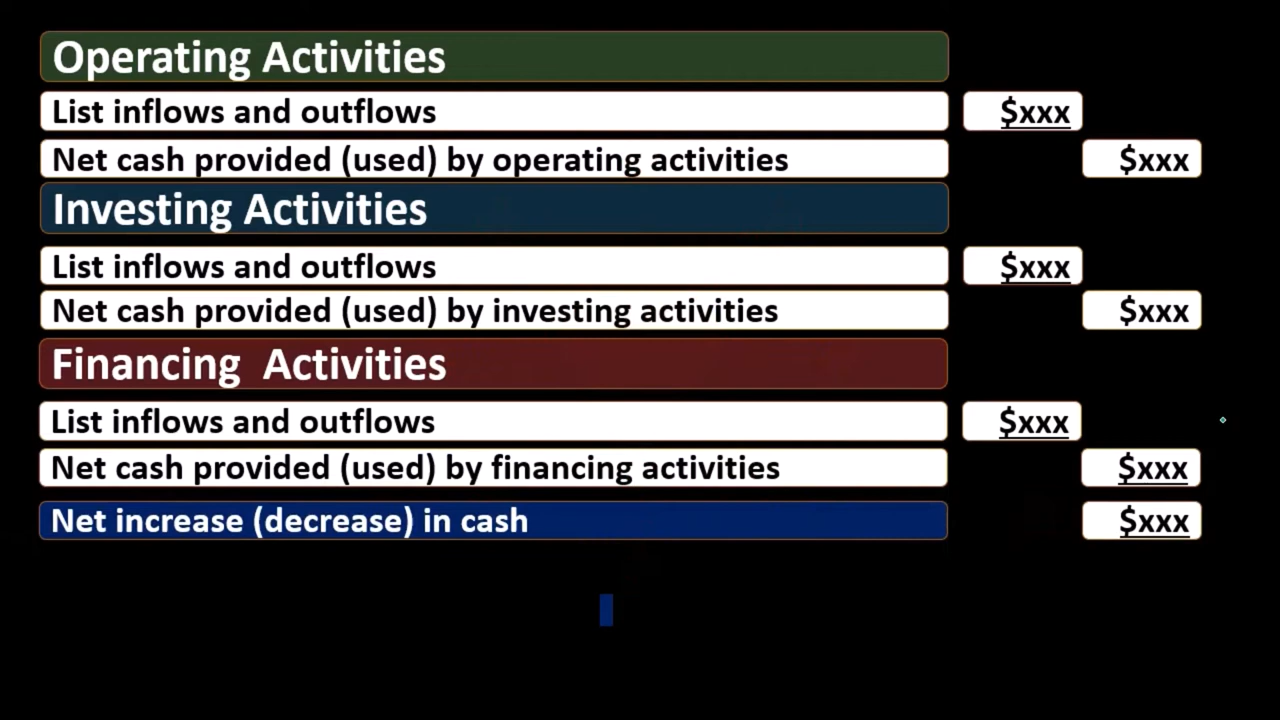 Operating Activities
List inflows and outflows $xxx
Net cash provided (used) by operating activities $xxx
Investing Activities
List inflows and outflows $xxx
Net cash provided (used) by investing activities $xxx
Financing Activities
List inflows and outflows $xxx
Net cash provided (used) by financing activities $xxx
Net increase (decrease) in cash $xxx